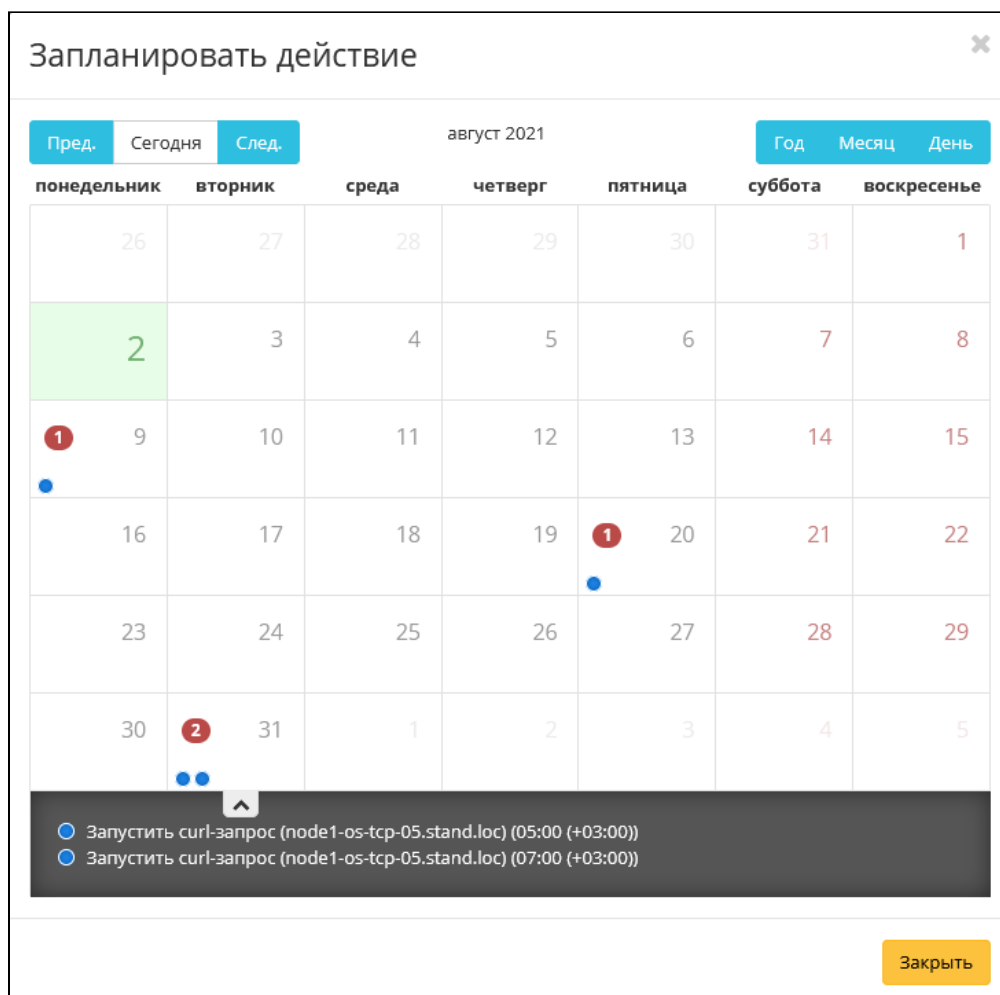 Запланировать действие ×
Пред. Сегодня След. август 2021 Год Месяц День
понедельник вторник среда четверг пятница суббота воскресенье
26 27 28 29 30 31 1
2 3 4 5 6 7 8
1 9 10 11 12 13 14 15
16 17 18 19 1 20 21 22
23 24 25 26 27 28 29
30 2 31 1 2 3 4 5
Запустить curl-запрос (node1-os-tcp-05.stand.loc) (05:00 (+03:00))
Запустить curl-запрос (node1-os-tcp-05.stand.loc) (07:00 (+03:00))
Закрыть